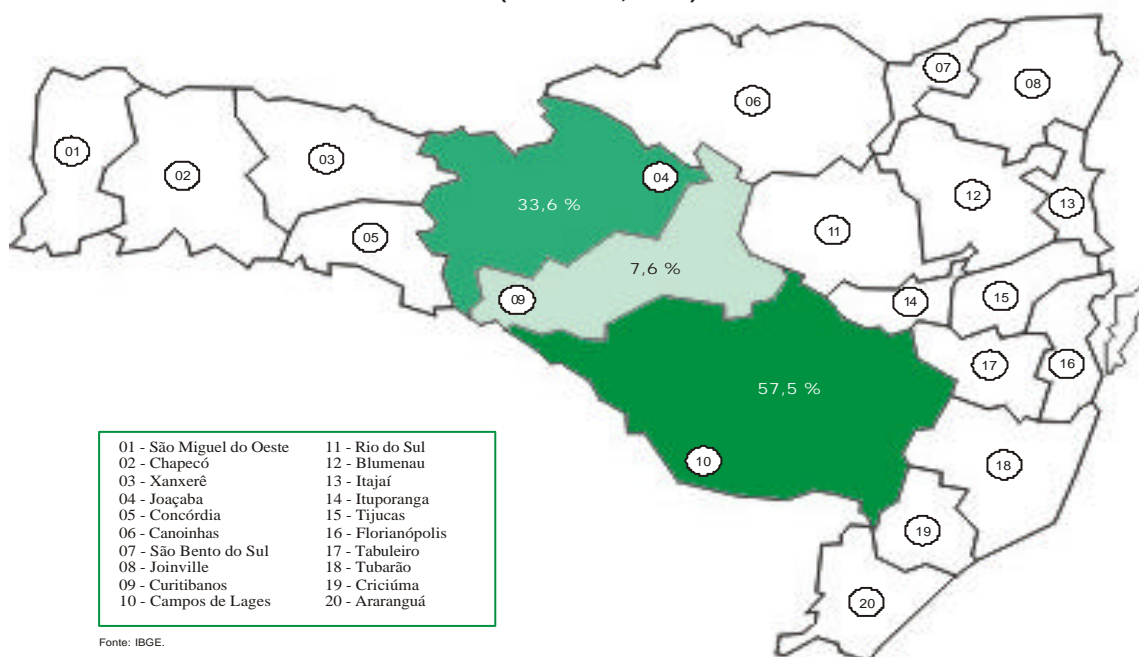 07
08
06
01
03
02
04
12
13
33,6 %
05
11
7,6 %
09
14
15
16
17
57,5 %
10
18
19
20
01 - São Miguel do Oeste
02 - Chapecó
03 - Xanxerê
04 - Joaçaba
05 - Concórdia
06 - Canoinhas
07 - São Bento do Sul
08 - Joinville
09 - Curitibanos
10 - Campos de Lages
11 - Rio do Sul
12 - Blumenau
13 - Itajaí
14 - Ituporanga
15 - Tijucas
16 - Florianópolis
17 - Tabuleiro
18 - Tubarão
19 - Criciúma
20 - Araranguá
Fonte: IBGE.